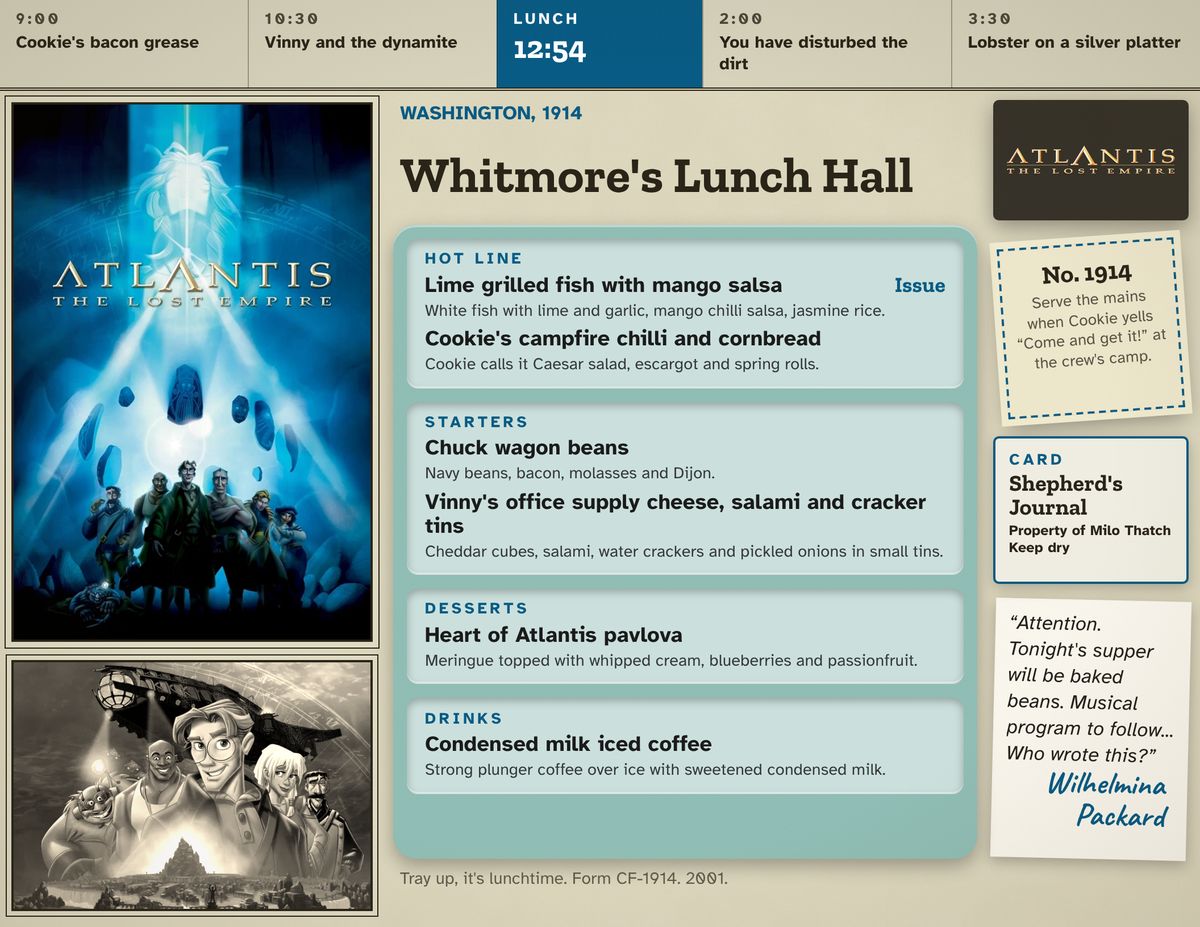 9:00
Cookie's bacon grease
10:30
Vinny and the dynamite
LUNCH
12:54
2:00
You have disturbed the
dirt
3:30
Lobster on a silver platter
ATLANTIS
THE LOST EMPIRE
WASHINGTON, 1914
Whitmore's Lunch Hall
HOT LINE
Lime grilled fish with mango salsa
Issue
White fish with lime and garlic, mango chilli salsa, jasmine rice.
Cookie's campfire chilli and cornbread
Cookie calls it Caesar salad, escargot and spring rolls.
STARTERS
Chuck wagon beans
Navy beans, bacon, molasses and Dijon.
Vinny's office supply cheese, salami and cracker
tins
Cheddar cubes, salami, water crackers and pickled onions in small tins.
DESSERTS
Heart of Atlantis pavlova
Meringue topped with whipped cream, blueberries and passionfruit.
DRINKS
Condensed milk iced coffee
Strong plunger coffee over ice with sweetened condensed milk.
Tray up, it's lunchtime. Form CF-1914. 2001.
ATLANTIS
THE LOST EMPIRE
No. 1914
Serve the mains
when Cookie yells
“Come and get it!” at
the crew's camp.
CARD
Shepherd's
Journal
Property of Milo Thatch
Keep dry
“Attention.
Tonight's supper
will be baked
beans. Musical
program to follow...
Who wrote this?”
Wilhelmina
Packard